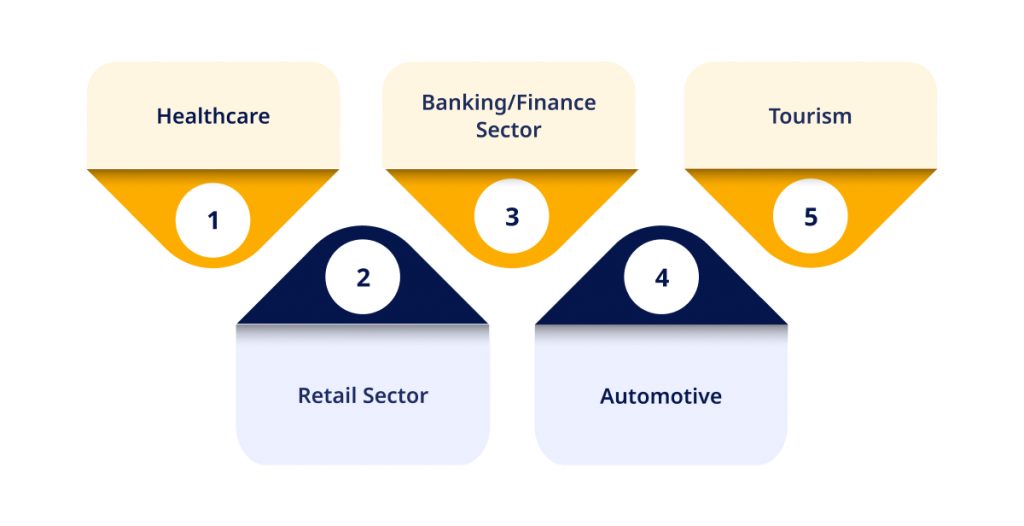 Healthcare
1
2
Retail Sector
Banking/Finance
Sector
3
4
Automotive
Tourism
5